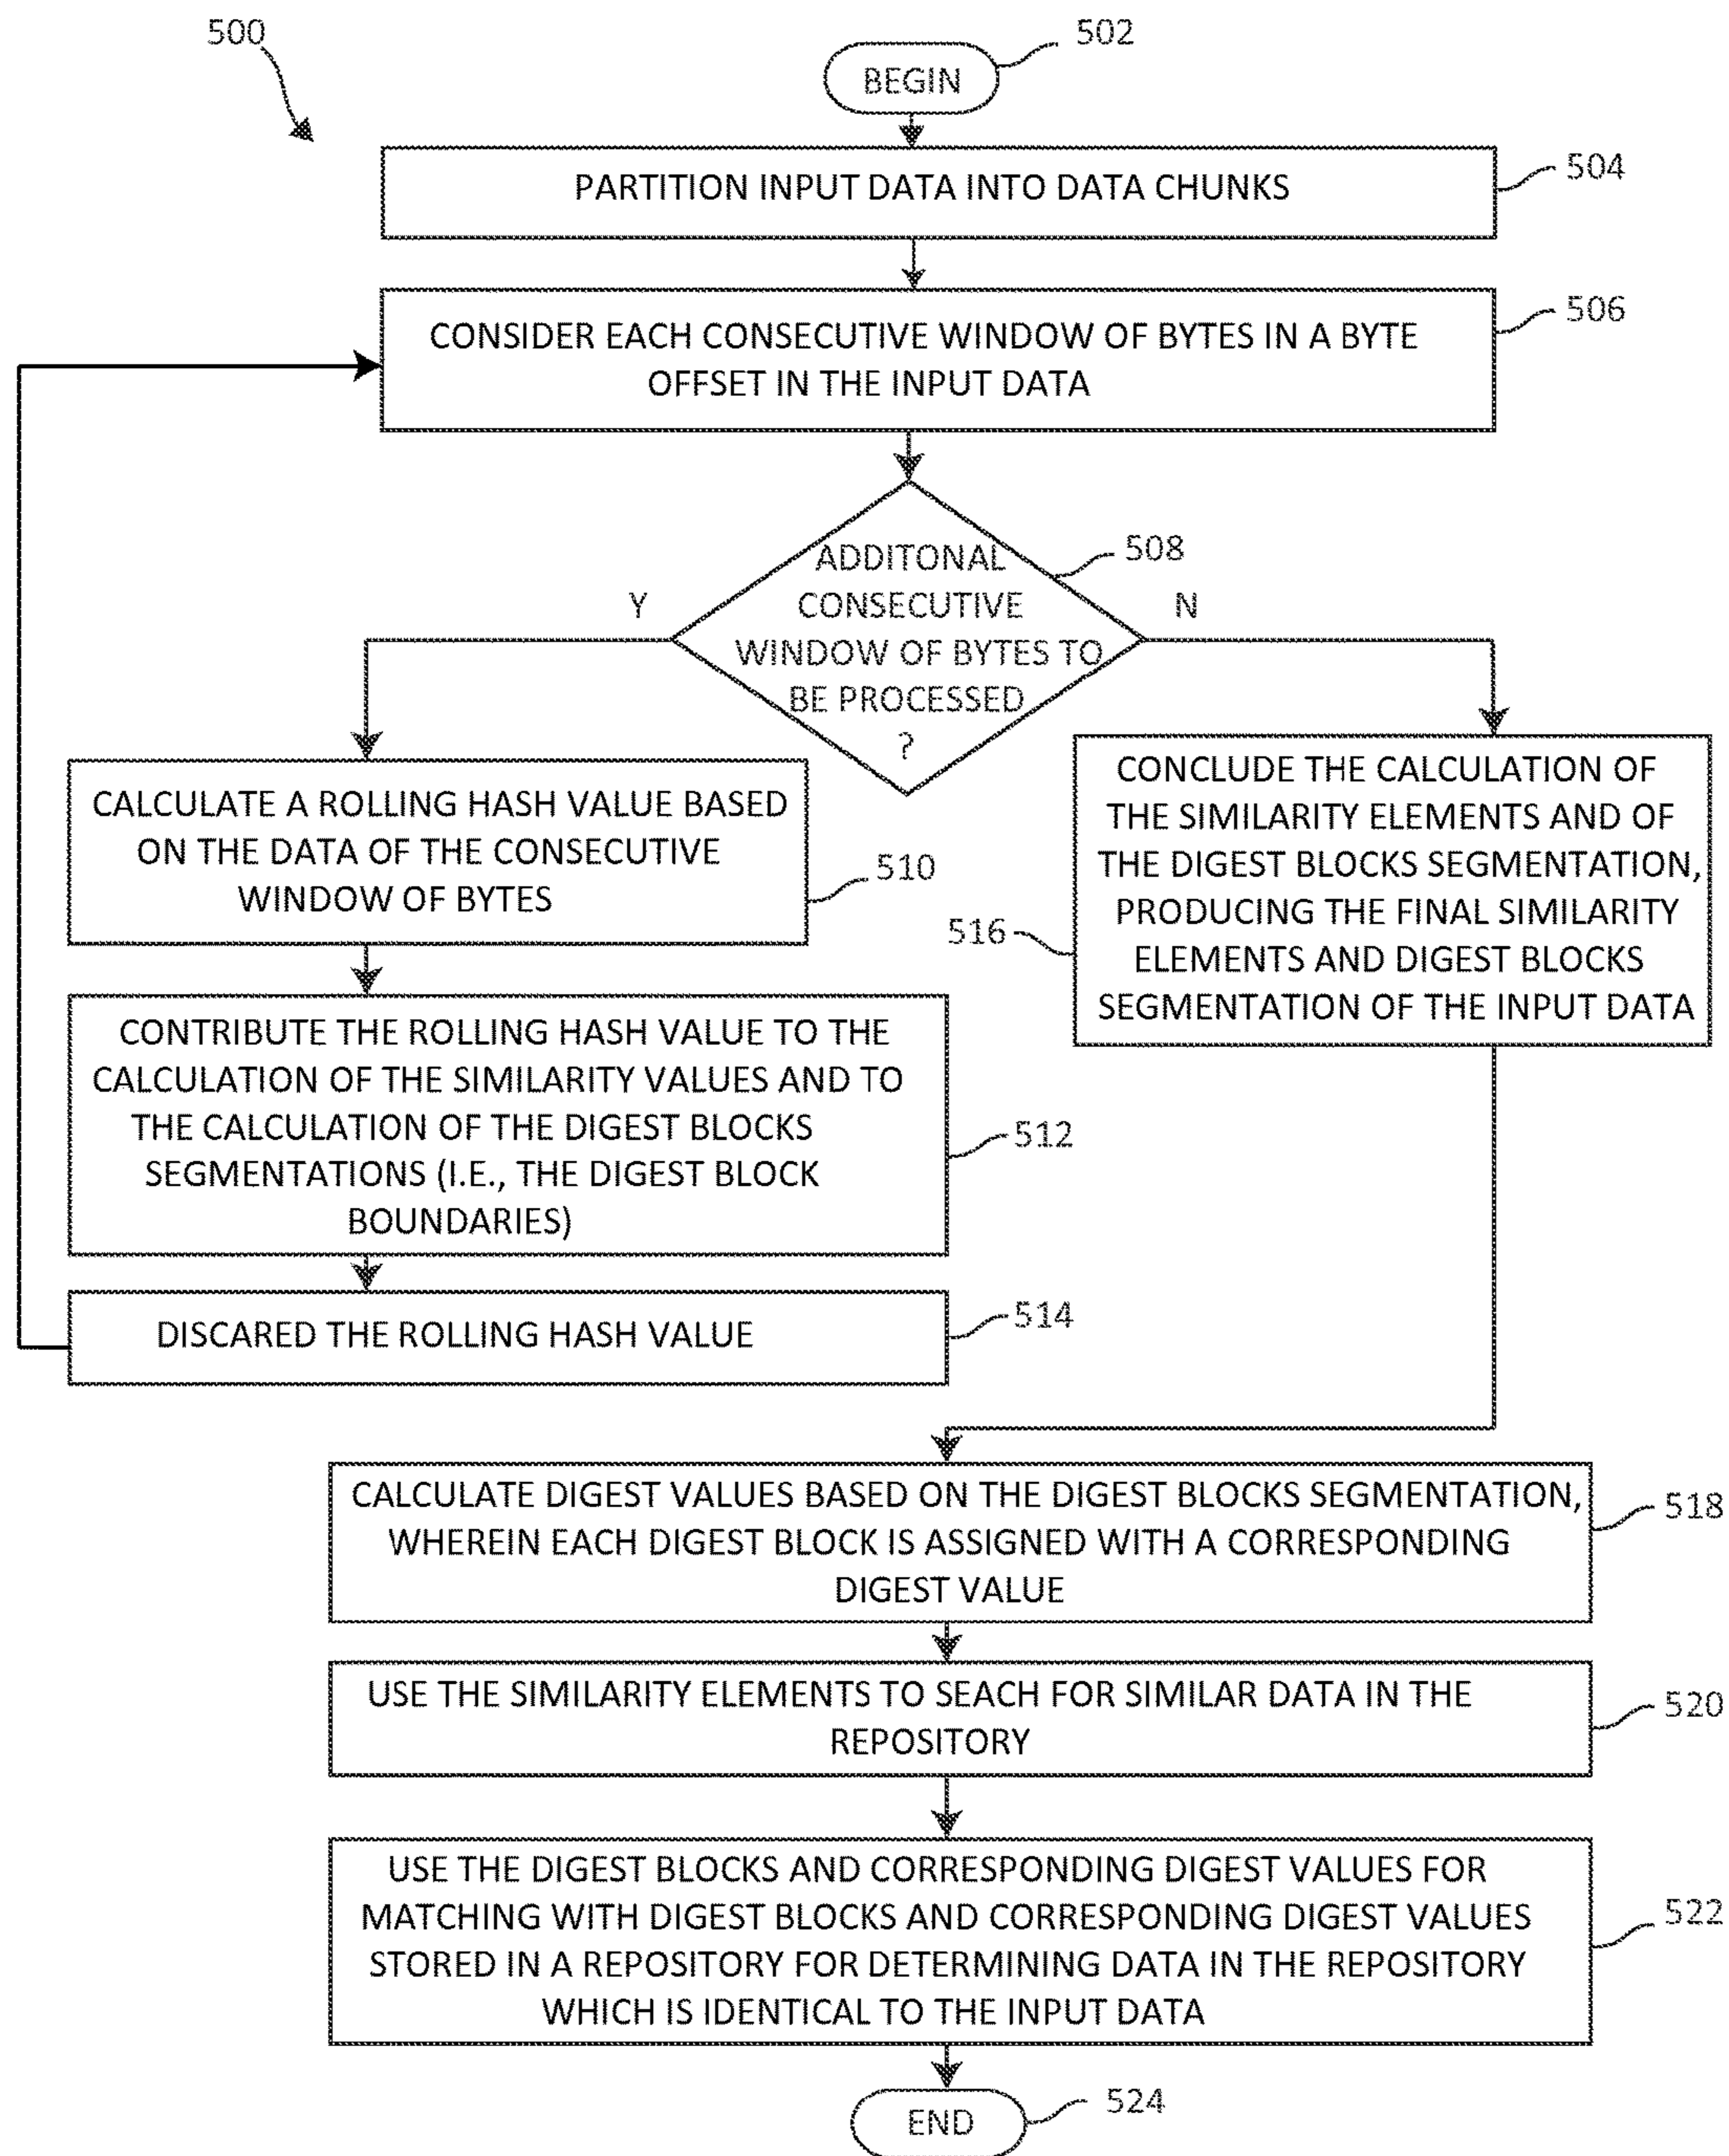 500
502
BEGIN
PARTITION INPUT DATA INTO DATA CHUNKS
504
CONSIDER EACH CONSECUTIVE WINDOW OF BYTES IN A BYTE
OFFSET IN THE INPUT DATA
506
ADDITONAL
CONSECUTIVE
WINDOW OF BYTES TO
BE PROCESSED
?
508
Y
N
CALCULATE A ROLLING HASH VALUE BASED
ON THE DATA OF THE CONSECUTIVE
WINDOW OF BYTES
510
CONTRIBUTE THE ROLLING HASH VALUE TO THE
CALCULATION OF THE SIMILARITY VALUES AND TO
THE CALCULATION OF THE DIGEST BLOCKS
SEGMENTATIONS (I.E., THE DIGEST BLOCK
BOUNDARIES)
512
DISCARED THE ROLLING HASH VALUE
514
CONCLUDE THE CALCULATION OF
THE SIMILARITY ELEMENTS AND OF
THE DIGEST BLOCKS SEGMENTATION,
PRODUCING THE FINAL SIMILARITY
ELEMENTS AND DIGEST BLOCKS
SEGMENTATION OF THE INPUT DATA
516
CALCULATE DIGEST VALUES BASED ON THE DIGEST BLOCKS SEGMENTATION,
WHEREIN EACH DIGEST BLOCK IS ASSIGNED WITH A CORRESPONDING
DIGEST VALUE
518
USE THE SIMILARITY ELEMENTS TO SEACH FOR SIMILAR DATA IN THE
REPOSITORY
520
USE THE DIGEST BLOCKS AND CORRESPONDING DIGEST VALUES FOR
MATCHING WITH DIGEST BLOCKS AND CORRESPONDING DIGEST VALUES
STORED IN A REPOSITORY FOR DETERMINING DATA IN THE REPOSITORY
WHICH IS IDENTICAL TO THE INPUT DATA
522
END
524